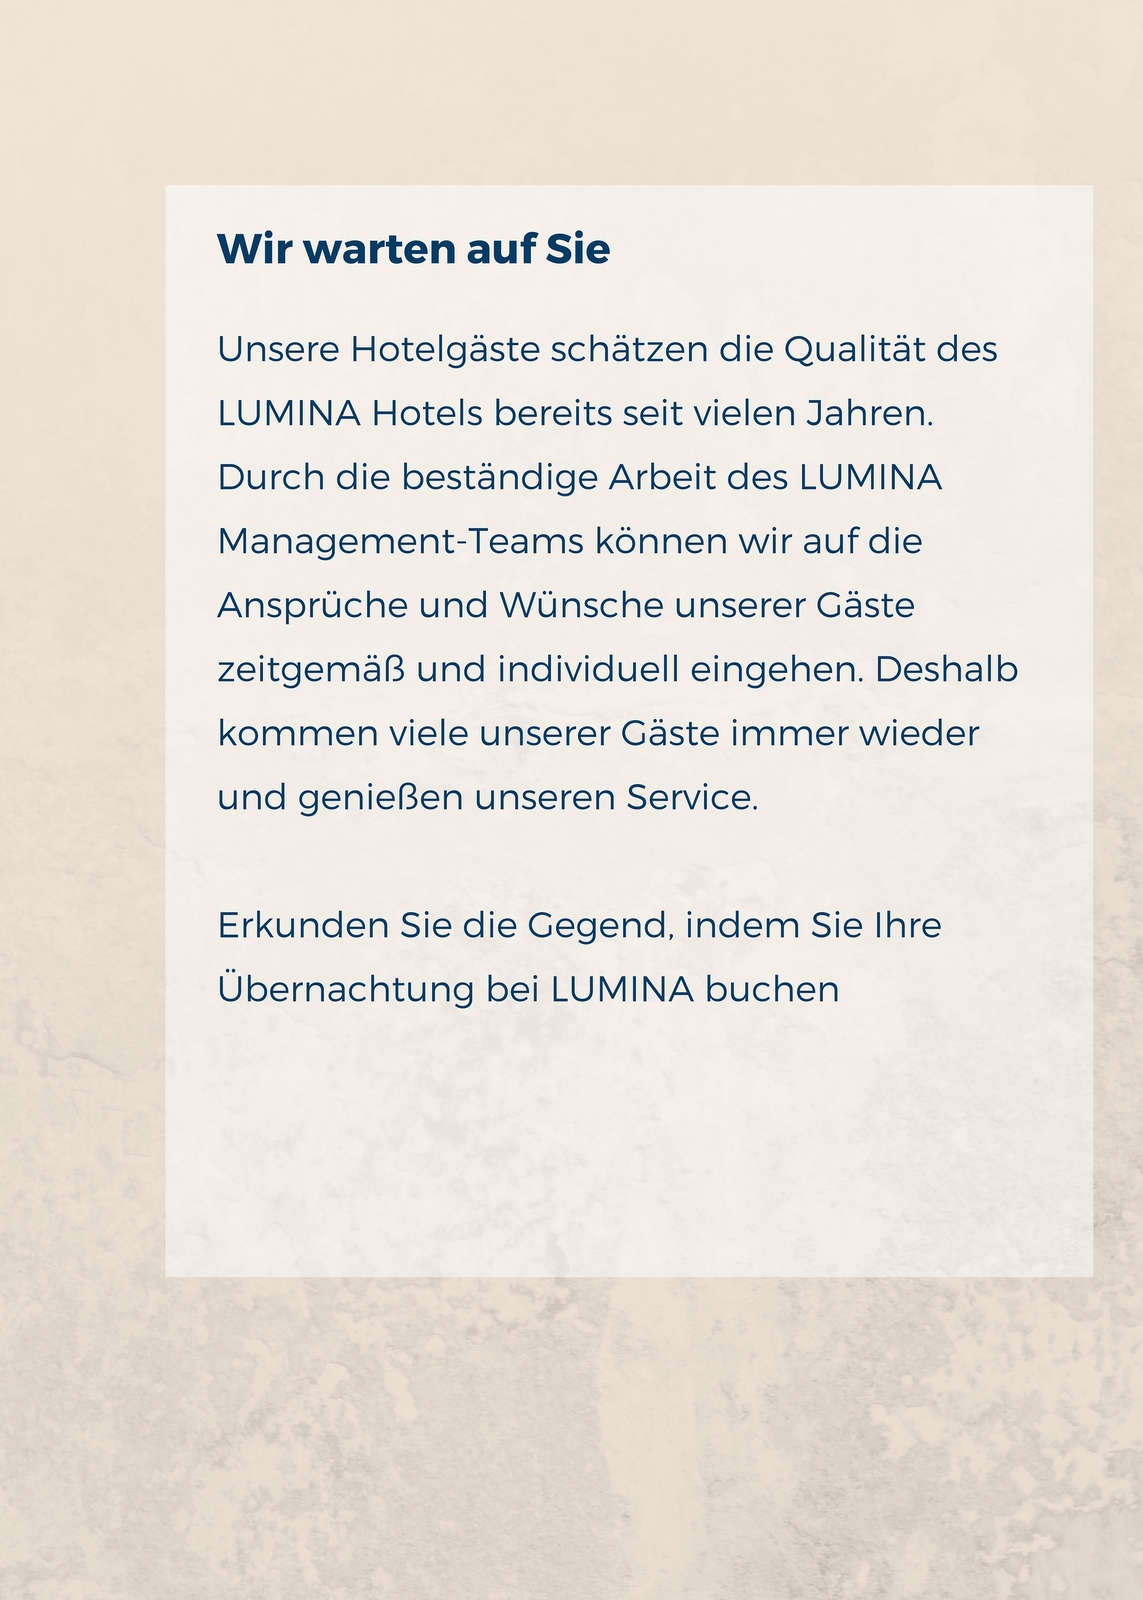 Wir warten auf Sie
Unsere Hotelgäste schätzen die Qualität des
LUMINA Hotels bereits seit vielen Jahren.
Durch die beständige Arbeit des LUMINA
Management-Teams können wir auf die
Ansprüche und Wünsche unserer Gäste
zeitgemäß und individuell eingehen. Deshalb
kommen viele unserer Gäste immer wieder
und genießen unseren Service.
Erkunden Sie die Gegend, indem Sie Ihre
Übernachtung bei LUMINA buchen